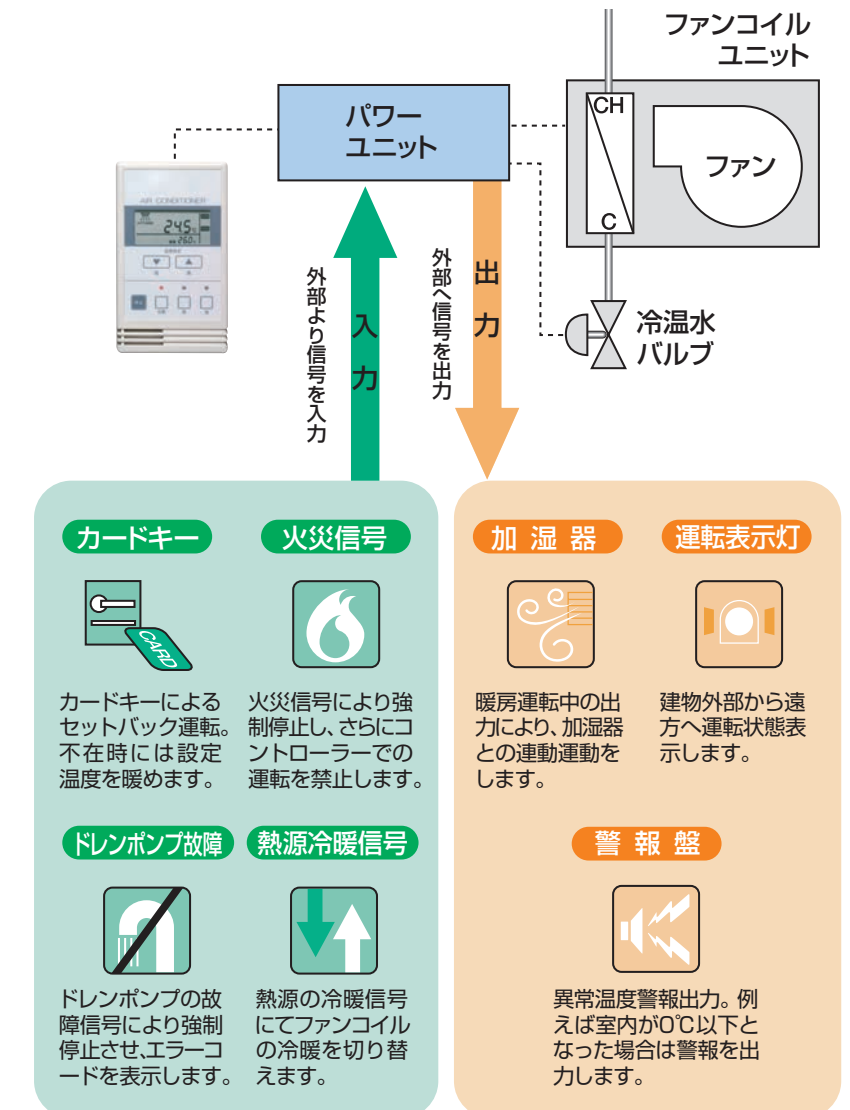 ファンコイル
ユニット
パワー
ユニット
CH
C
ファン
AIR CONDITIONER
24.5
26.0
冷温水
バルブ
外部より信号を入力
入力
外部へ信号を出力
出力
カードキー
CARD
カードキーによる
セットバック運転。
不在時には設定
温度を暖めます。
火災信号
火災信号により強
制停止し、さらにコ
ントローラーでの
運転を禁止します。
ドレンポンプ故障
ドレンポンプの故
障信号により強制
停止させ、エラーコ
ードを表示します。
熱源冷暖信号
熱源の冷暖信号
にてファンコイル
の冷暖を切り替
えます。
加湿器
暖房運転中の出
力により、加湿器
との連動運動を
します。
運転表示灯
建物外部から遠
方へ運転状態表
示します。
警報盤
異常温度警報出力。例
えば室内が0℃以下と
なった場合は警報を出
力します。